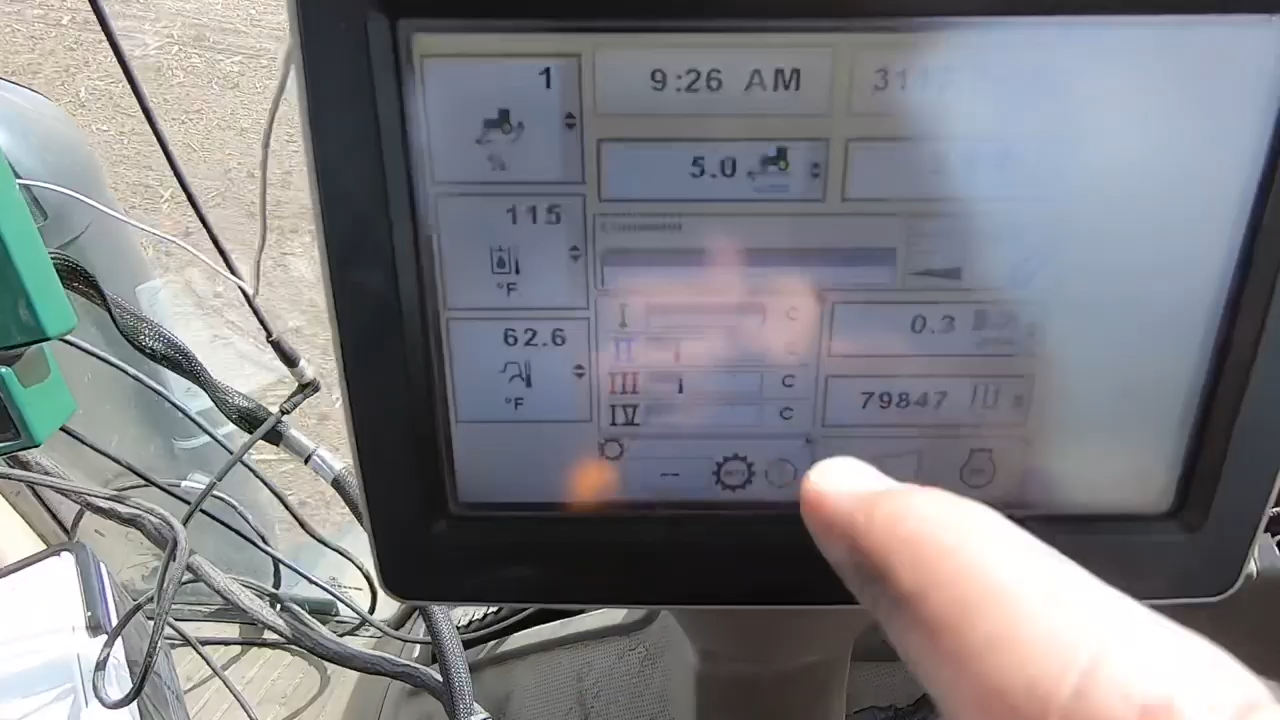 1
9:26 AM
5.0
115
°F
62.6
°F
I C
II
III C
IV C
0.3
79847
--